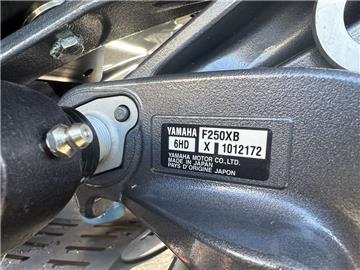 YAMAHA F250XB
6HD X 1012172
YAMAHA MOTOR CO.,LTD.
MADE IN JAPAN
PAYS D'ORIGINE JAPON